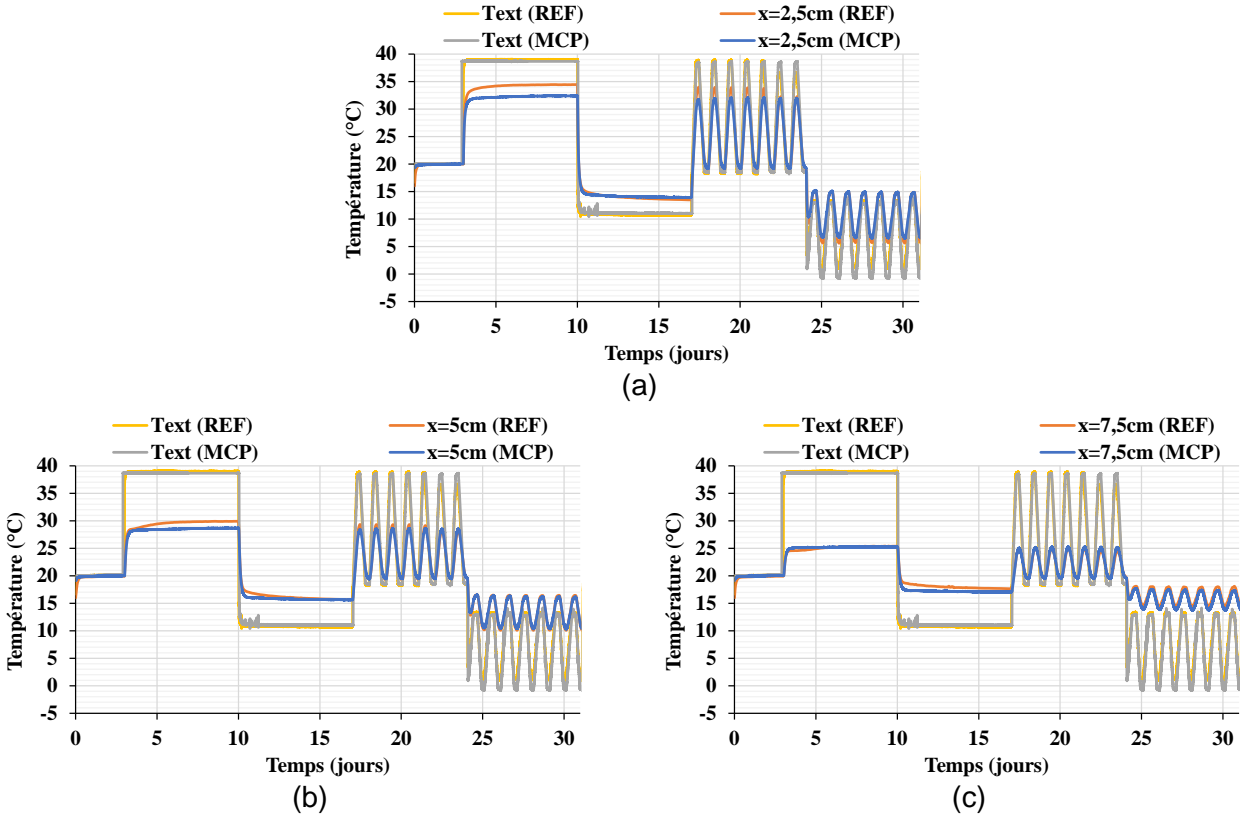 Text (REF) x=2,5cm (REF)
Text (MCP) x=2,5cm (MCP)
Température (°C)
40
35
30
25
20
15
10
5
0
-5
0 5 10 15 20 25 30
Temps (jours)
(a)
Text (REF) x=5cm (REF)
Text (MCP) x=5cm (MCP)
Température (°C)
40
35
30
25
20
15
10
5
0
-5
0 5 10 15 20 25 30
Temps (jours)
(b)
Text (REF) x=7,5cm (REF)
Text (MCP) x=7,5cm (MCP)
Température (°C)
40
35
30
25
20
15
10
5
0
-5
0 5 10 15 20 25 30
Temps (jours)
(c)